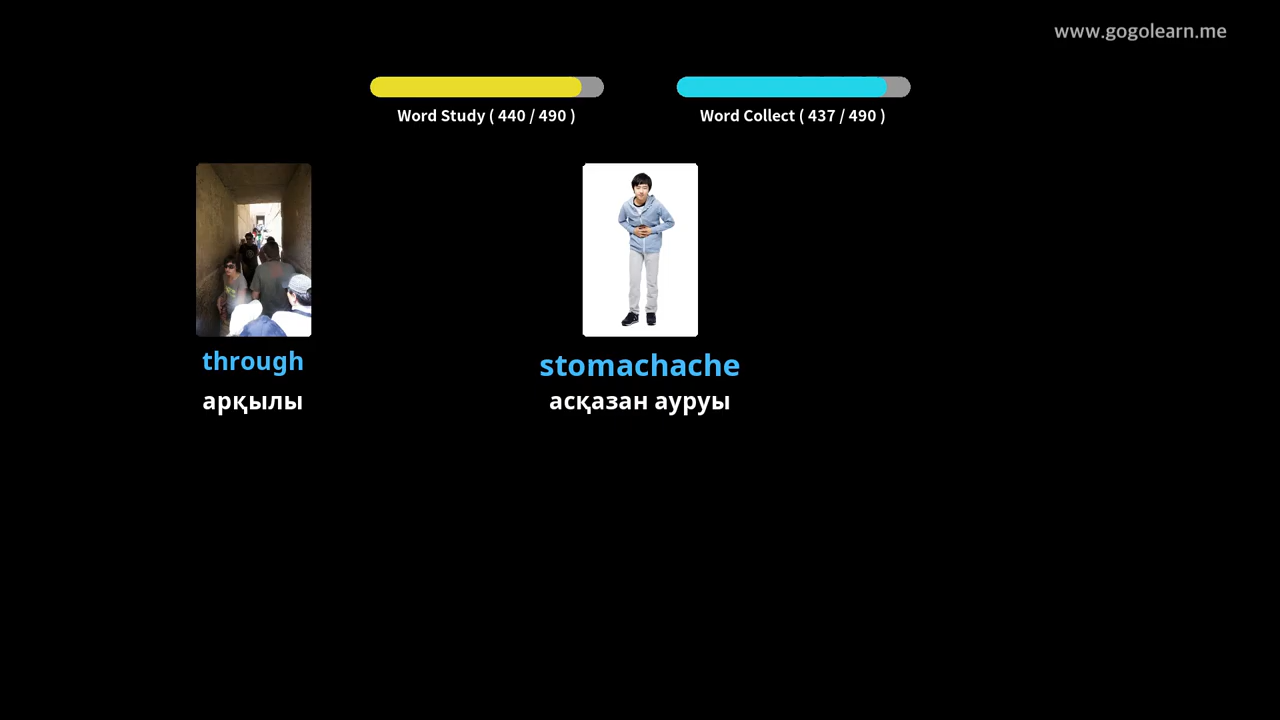 www.gogolearn.me
Word Study ( 440 / 490 )
Word Collect ( 437 / 490 )
through
арқылы
stomachache
асқазан ауруы